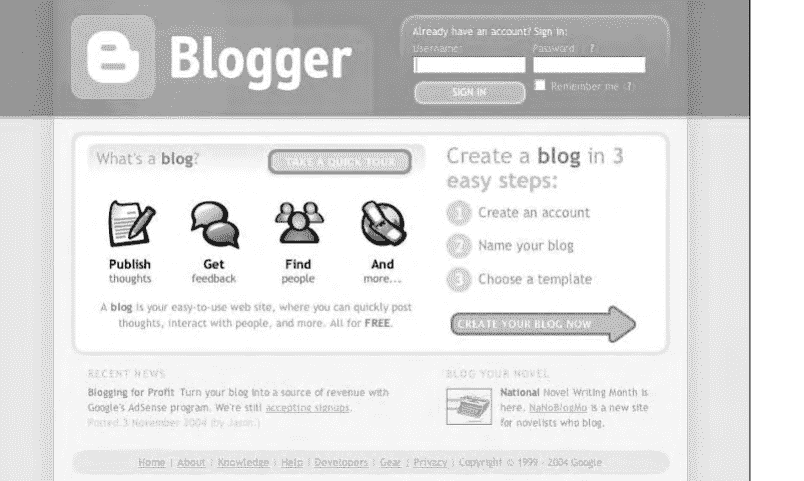 Blogger
Already have an account? Sign in:
Username: Password: ?
SIGN IN
Remember me ?
What's a blog?
TAKE A QUICK TOUR
Publish
thoughts
Get
feedback
Find
people
And
more...
A blog is your easy-to-use web site, where you can quickly post
thoughts, interact with people, and more. All for FREE.
Create a blog in 3
easy steps:
1 Create an account
2 Name your blog
3 Choose a template
CREATE YOUR BLOG NOW
RECENT NEWS
Blogging for Profit Turn your blog into a source of revenue with
Google's AdSense program. We're still accepting signups.
Posted 3 November 2004 (by Jason.)
BLOG YOUR NOVEL
National Novel Writing Month is
here. NaNoBlogMo is a new site
for novelists who blog.
Home | About | Knowledge | Help | Developers | Gear | Privacy | Copyright © 1999 - 2004 Google